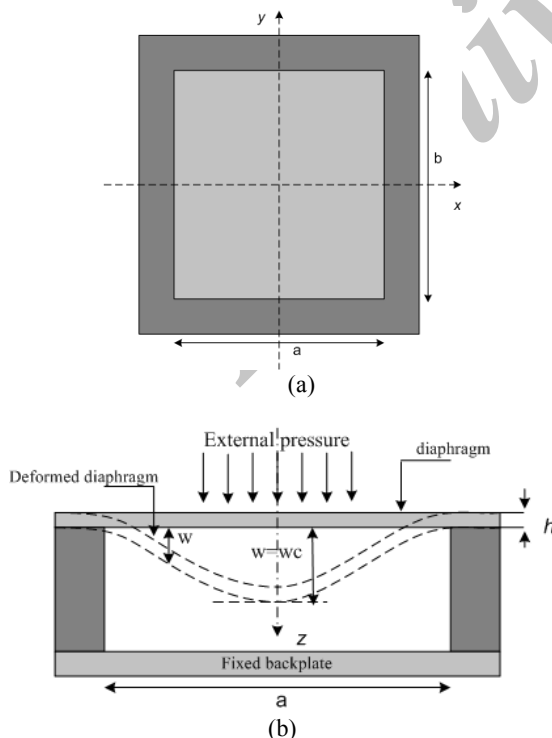 y
b
x
a
(a)
External pressure
diaphragm
Deformed diaphragm
w
w=wc
h
z
Fixed backplate
a
(b)